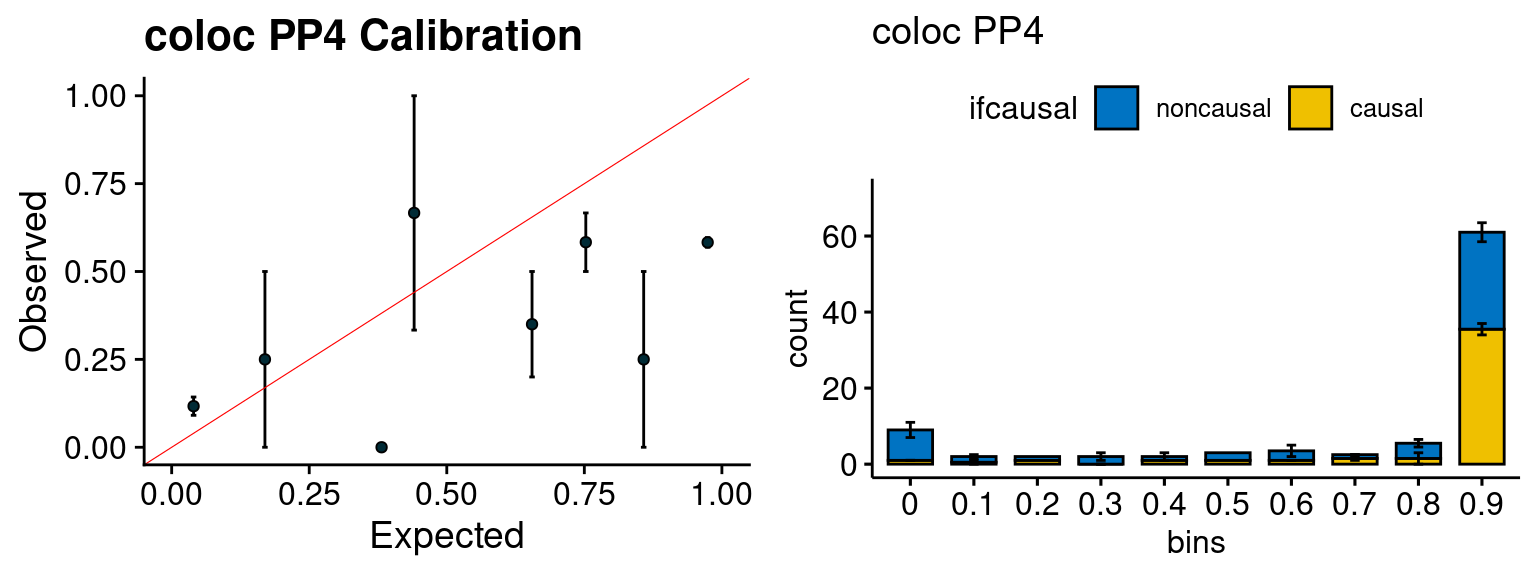 coloc PP4 Calibration
Observed
1.00
0.75
0.50
0.25
0.00
0.00 0.25 0.50 0.75 1.00
Expected
coloc PP4
ifcausal noncausal causal
count
60
40
20
0
0 0.1 0.2 0.3 0.4 0.5 0.6 0.7 0.8 0.9
bins